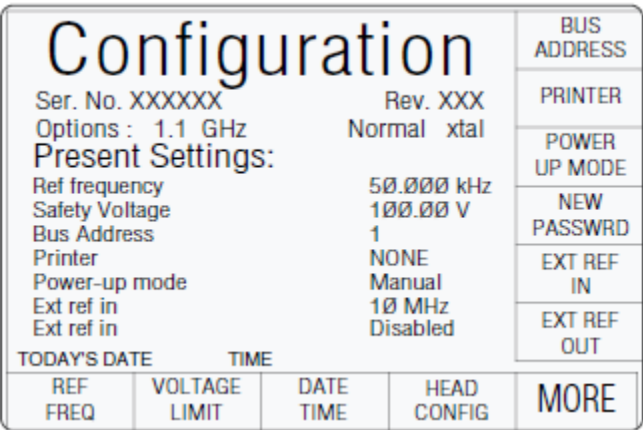 Configuration
Ser. No. XXXXXX Rev. XXX
Options : 1.1 GHz Normal xtal
Present Settings:
Ref frequency 5Ø.ØØØ kHz
Safety Voltage 1ØØ.ØØ V
Bus Address 1
Printer NONE
Power-up mode Manual
Ext ref in 1Ø MHz
Ext ref in Disabled
TODAY'S DATE TIME
BUS
ADDRESS
PRINTER
POWER
UP MODE
NEW
PASSWRD
EXT REF
IN
EXT REF
OUT
REF
FREQ
VOLTAGE
LIMIT
DATE
TIME
HEAD
CONFIG
MORE